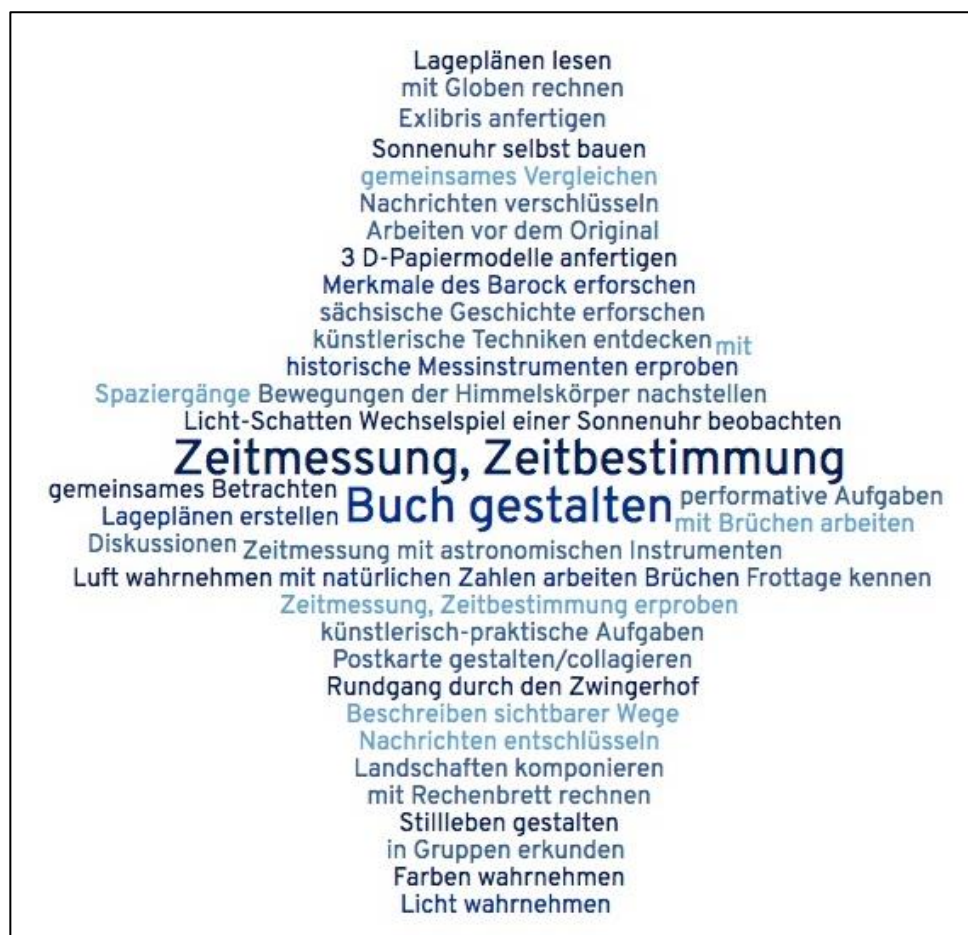 Lageplänen lesen
mit Globen rechnen
Exlibris anfertigen
Sonnenuhr selbst bauen
gemeinsames Vergleichen
Nachrichten verschlüsseln
Arbeiten vor dem Original
3 D-Papiermodelle anfertigen
Merkmale des Barock erforschen
sächsische Geschichte erforschen
künstlerische Techniken entdecken mit
historische Messinstrumenten erproben
Spaziergänge Bewegungen der Himmelskörper nachstellen
Licht-Schatten Wechselspiel einer Sonnenuhr beobachten
Zeitmessung, Zeitbestimmung
gemeinsames Betrachten Buch gestalten performative Aufgaben
Lageplänen erstellen mit Brüchen arbeiten
Diskussionen Zeitmessung mit astronomischen Instrumenten
Luft wahrnehmen mit natürlichen Zahlen arbeiten Brüchen Frottage kennen
Zeitmessung, Zeitbestimmung erproben
künstlerisch-praktische Aufgaben
Postkarte gestalten/collagieren
Rundgang durch den Zwingerhof
Beschreiben sichtbarer Wege
Nachrichten entschlüsseln
Landschaften komponieren
mit Rechenbrett rechnen
Stillleben gestalten
in Gruppen erkunden
Farben wahrnehmen
Licht wahrnehmen